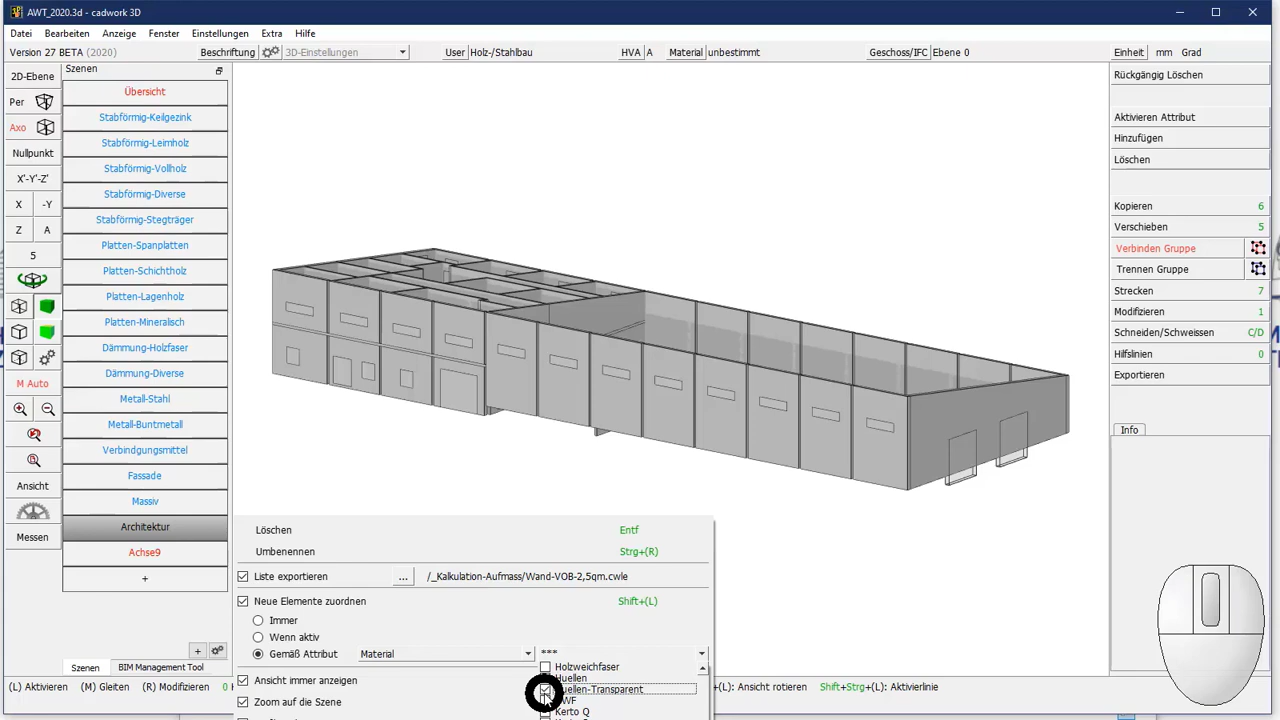 AWT_2020.3d - cadwork 3D
Datei Bearbeiten Anzeige Fenster Einstellungen Extra Hilfe
Version 27 BETA (2020) Beschriftung 3D-Einstellungen User Holz-/Stahlbau HVA A Material unbestimmt Geschoss/IFC Ebene 0 Einheit mm Grad
2D-Ebene
Per
Axo
Nullpunkt
X'-Y'-Z'
X -Y
Z A
5
M Auto
Ansicht
Messen
Szenen
Übersicht
Stabförmig-Keilgezink
Stabförmig-Leimholz
Stabförmig-Vollholz
Stabförmig-Diverse
Stabförmig-Stegträger
Platten-Spanplatten
Platten-Schichtholz
Platten-Lagenholz
Platten-Mineralisch
Dämmung-Holzfaser
Dämmung-Diverse
Metall-Stahl
Metall-Buntmetall
Verbindgungsmittel
Fassade
Massiv
Architektur
Achse9
+
+
Szenen BIM Management Tool
Löschen Entf
Umbenennen Strg+(R)
Liste exportieren ... /_Kalkulation-Aufmass/Wand-VOB-2,5qm.cwle
Neue Elemente zuordnen Shift+(L)
Immer
Wenn aktiv
Gemäß Attribut Material ***
Holzweichfaser
Huellen
Kerto Q
Ansicht immer anzeigen
Zoom auf die Szene
Rückgängig Löschen
Aktivieren Attribut
Hinzufügen
Löschen
Kopieren 6
Verschieben 5
Verbinden Gruppe
Trennen Gruppe
Strecken 7
Modifizieren 1
Schneiden/Schweissen C/D
Hilfslinien 0
Exportieren
Info
(L) Aktivieren (M) Gleiten (R) Modifizieren : Ansicht rotieren Shift+Strg+(L): Aktivierlinie